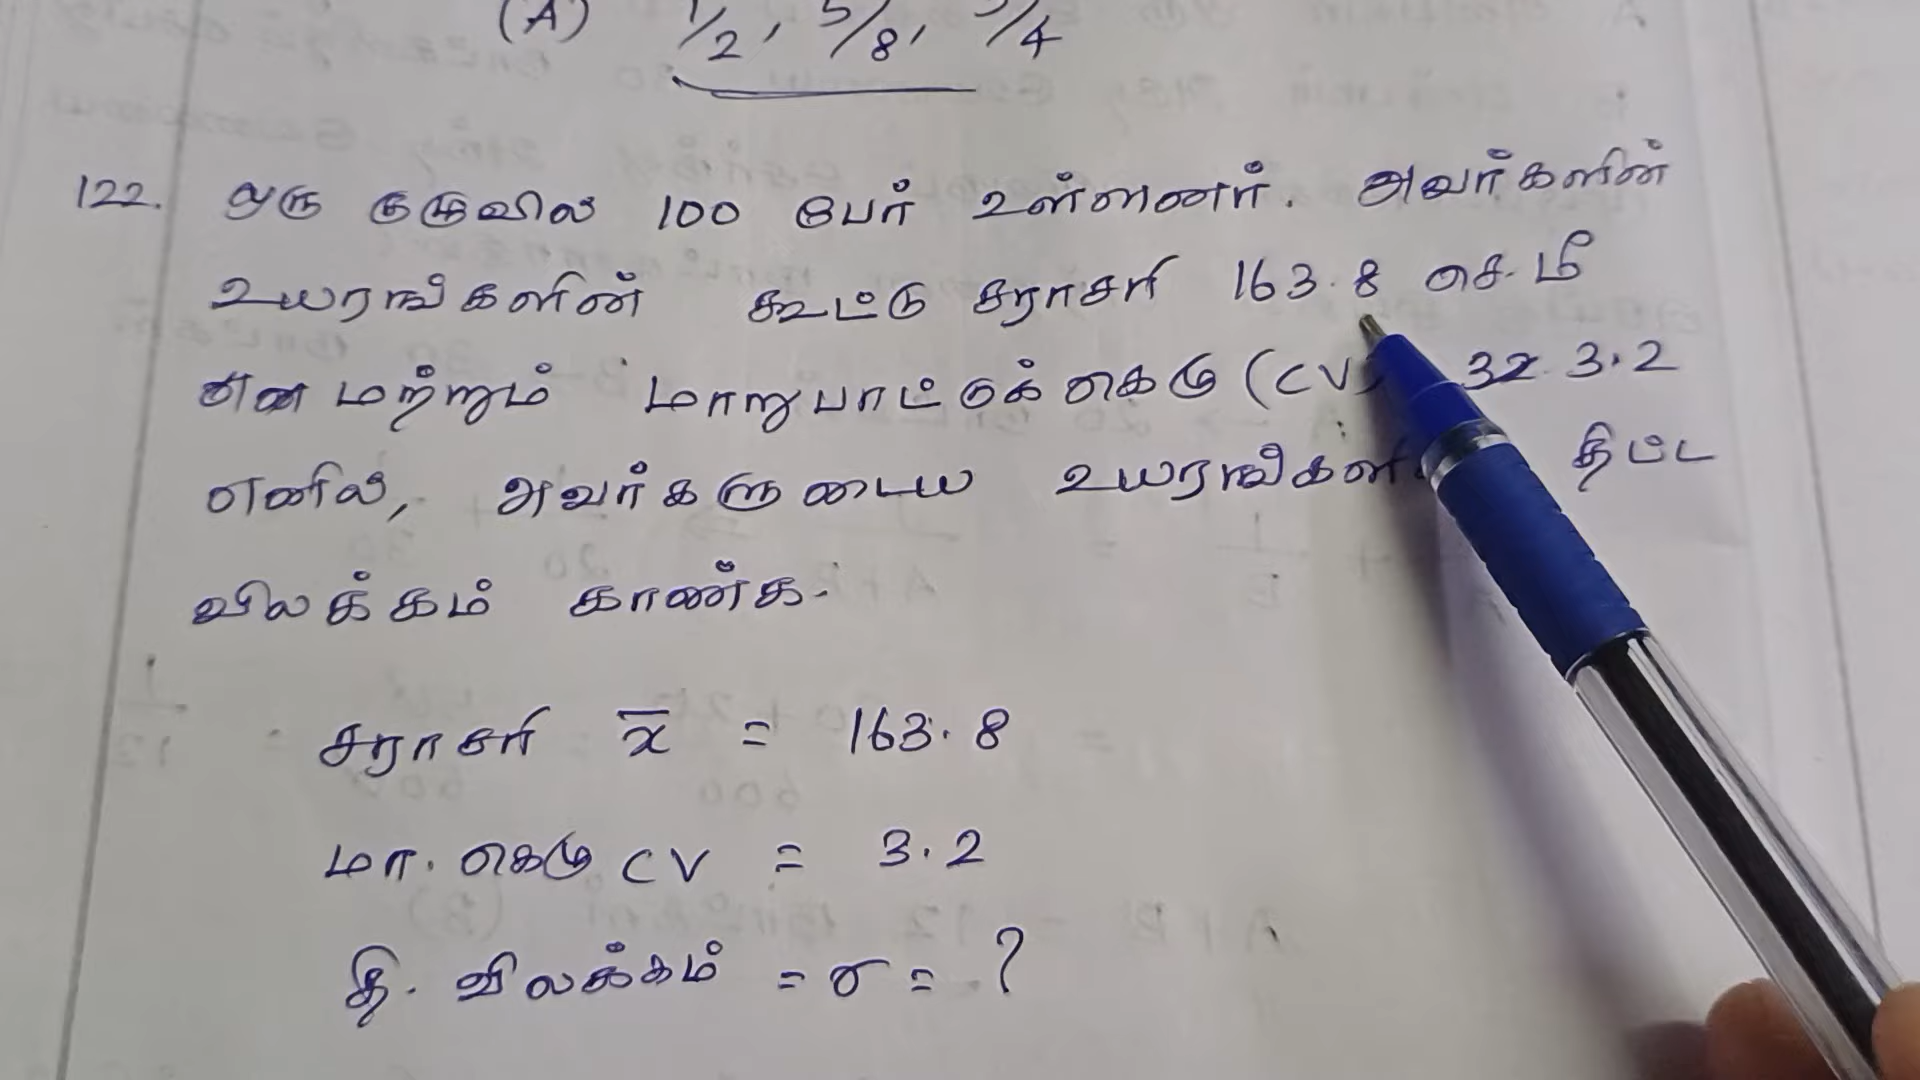 (A) 1/2, 5/8, 3/4
122. ஒரு குழுவில 100 பேர் உள்ளனர். அவர்களின்
உயரங்களின் கூட்டு சராசரி 163.8 செ.மீ
என மற்றும் மாறுபாட்டுக் கெழு (CV) 3.2
எனில், அவர்களுடைய உயரங்களின் திட்ட
விலக்கம் காண்க.
சராசரி x̅ = 163.8
மா. கெழு CV = 3.2
தி. விலக்கம் = σ = ?